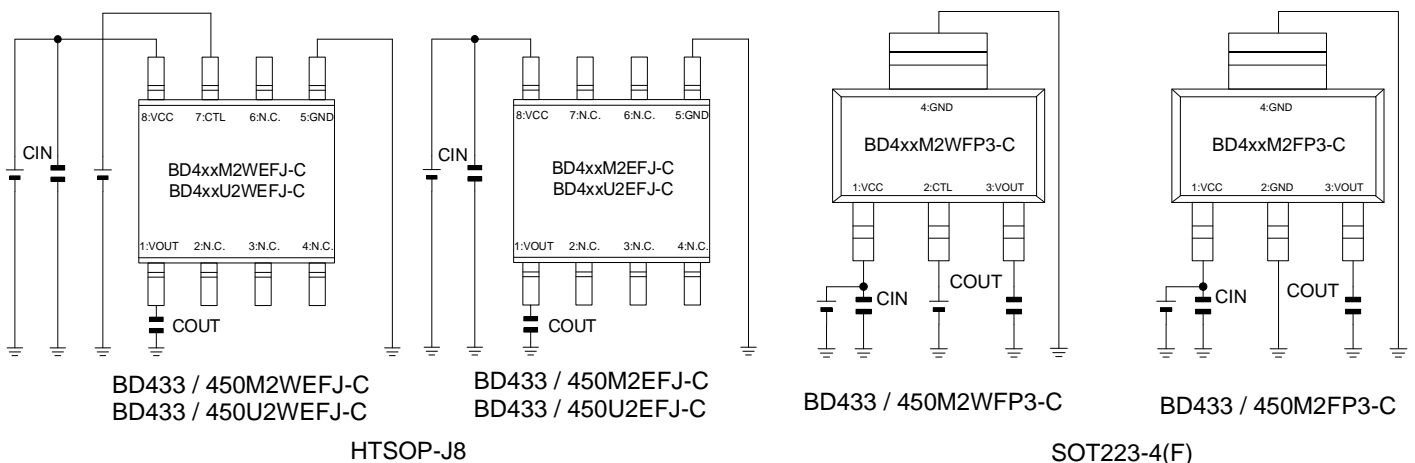 8:VCC 7:CTL 6:N.C. 5:GND
CIN
BD4xxM2WEFJ-C
BD4xxU2WEFJ-C
1:VOUT 2:N.C. 3:N.C. 4:N.C.
COUT
BD433 / 450M2WEFJ-C
BD433 / 450U2WEFJ-C
8:VCC 7:N.C. 6:N.C. 5:GND
CIN
BD4xxM2EFJ-C
BD4xxU2EFJ-C
1:VOUT 2:N.C. 3:N.C. 4:N.C.
COUT
BD433 / 450M2EFJ-C
BD433 / 450U2EFJ-C
HTSOP-J8
4:GND
BD4xxM2WFP3-C
1:VCC 2:CTL 3:VOUT
CIN
COUT
BD433 / 450M2WFP3-C
4:GND
BD4xxM2FP3-C
1:VCC 2:GND 3:VOUT
CIN
COUT
BD433 / 450M2FP3-C
SOT223-4(F)